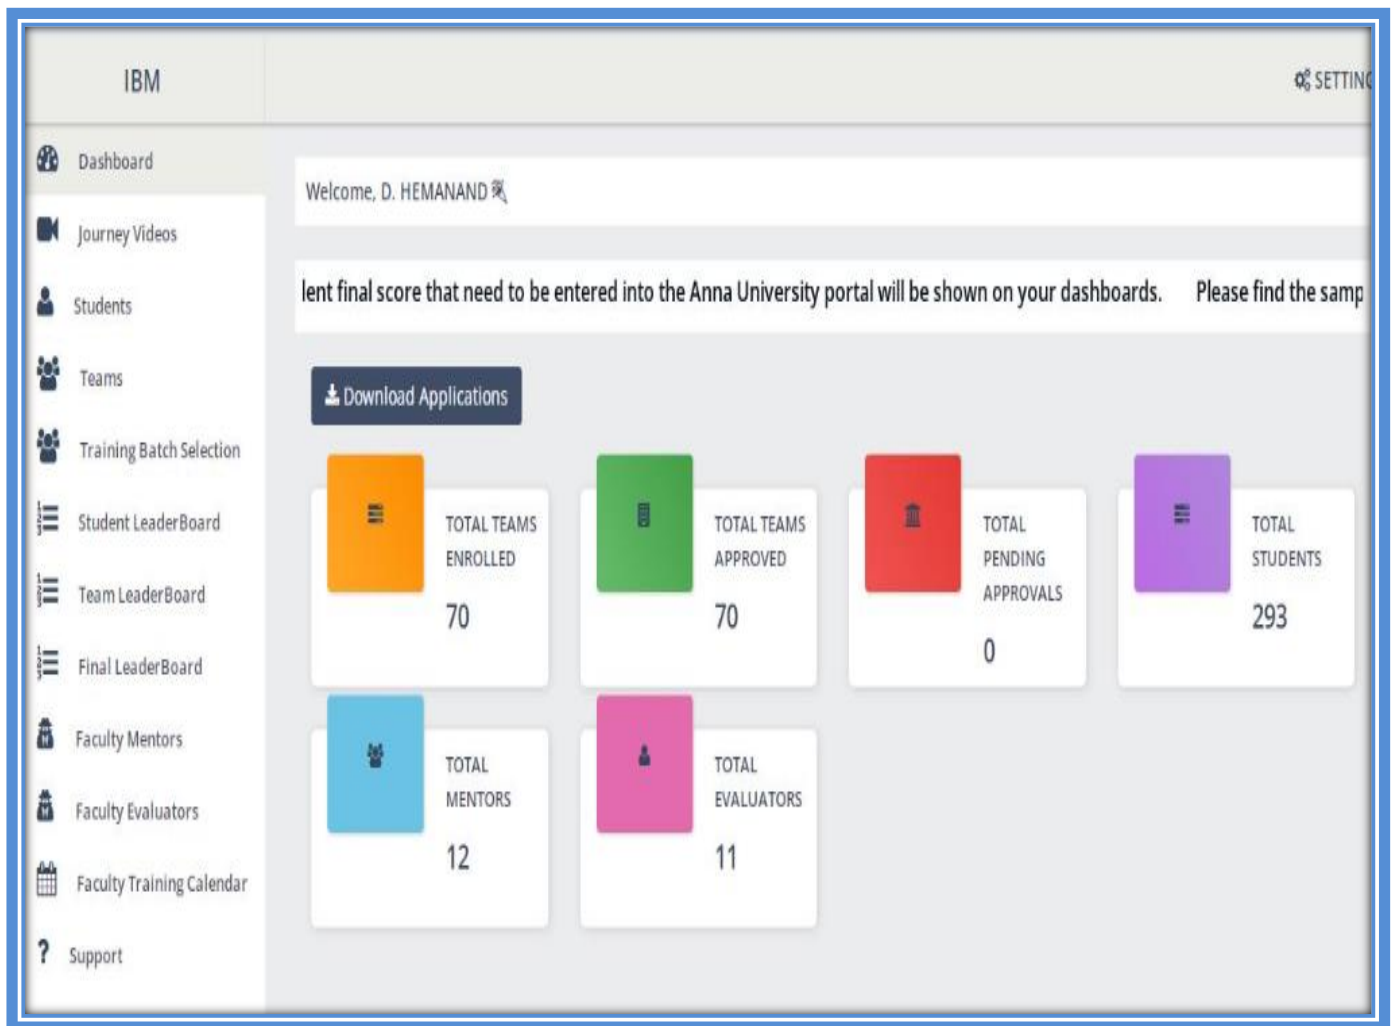 IBM
SETTING
Dashboard
Journey Videos
Students
Teams
Training Batch Selection
Student LeaderBoard
Team LeaderBoard
Final LeaderBoard
Faculty Mentors
Faculty Evaluators
Faculty Training Calendar
? Support
Welcome, D. HEMANAND
lent final score that need to be entered into the Anna University portal will be shown on your dashboards. Please find the samp
Download Applications
TOTAL TEAMS
ENROLLED
70
TOTAL TEAMS
APPROVED
70
TOTAL
PENDING
APPROVALS
0
TOTAL
STUDENTS
293
TOTAL
MENTORS
12
TOTAL
EVALUATORS
11